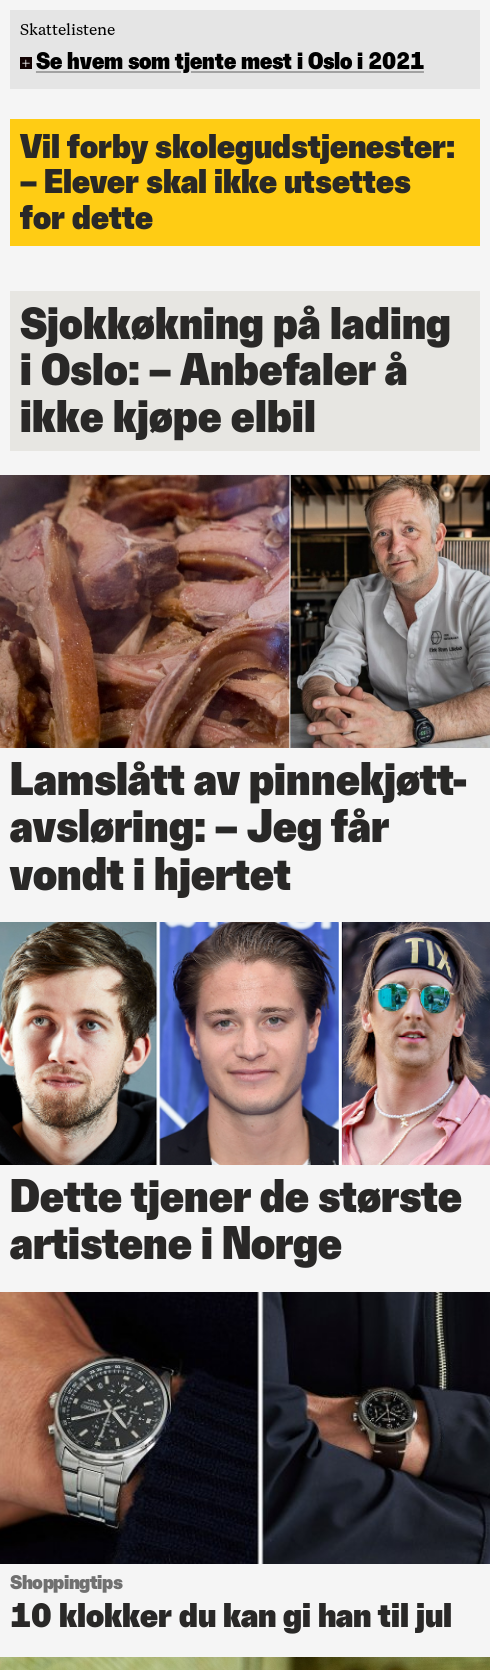 Skattelistene
Se hvem som tjente mest i Oslo i 2021
Vil forby skolegudstjenester:
– Elever skal ikke utsettes
for dette
Sjokkøkning på lading
i Oslo: – Anbefaler å
ikke kjøpe elbil
Lamslått av pinnekjøtt-
avsløring: – Jeg får
vondt i hjertet
TIX
Dette tjener de største
artistene i Norge
Shoppingtips
10 klokker du kan gi han til jul